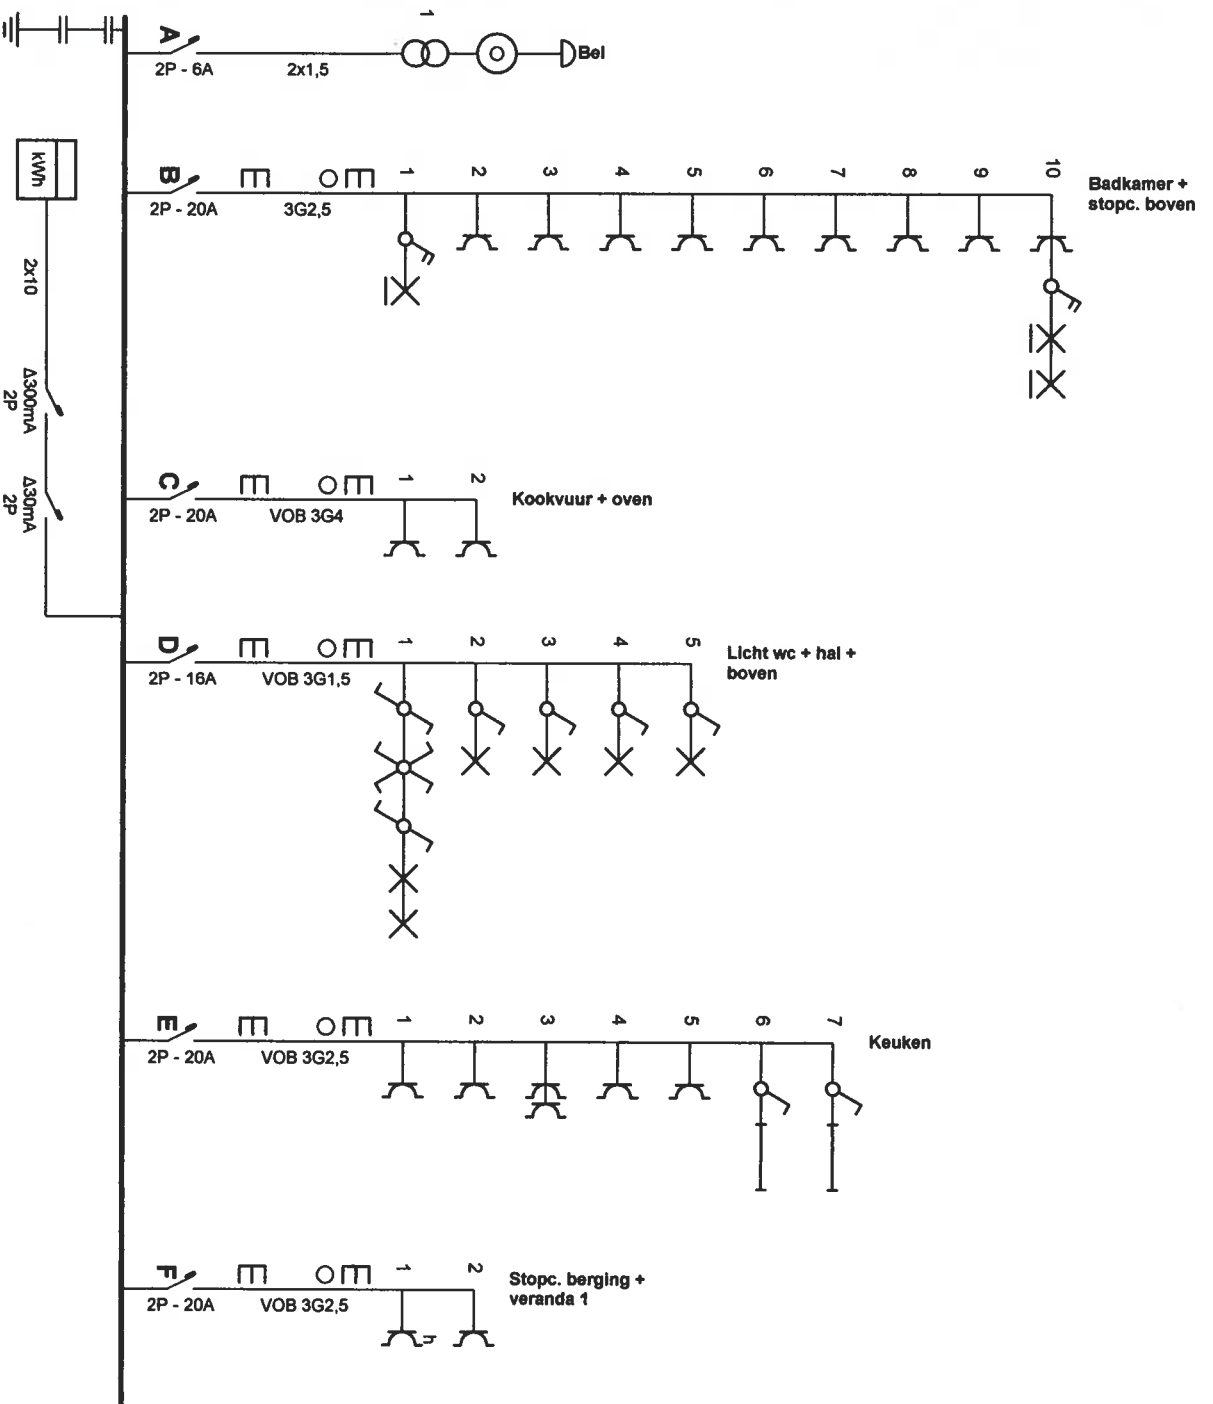 1
A
Bel
2P - 6A
2x1,5
B
1
2
3
4
5
6
7
8
9
10
Badkamer +
stopc. boven
2P - 20A
3G2,5
kWh
2x10
Δ300mA
2P
Δ30mA
2P
C
1
2
Kookvuur + oven
2P - 20A
VOB 3G4
D
1
2
3
4
5
Licht wc + hal +
boven
2P - 16A
VOB 3G1,5
E
1
2
3
4
5
6
7
Keuken
2P - 20A
VOB 3G2,5
F
1
2
Stopc. berging +
veranda 1
2P - 20A
VOB 3G2,5
h